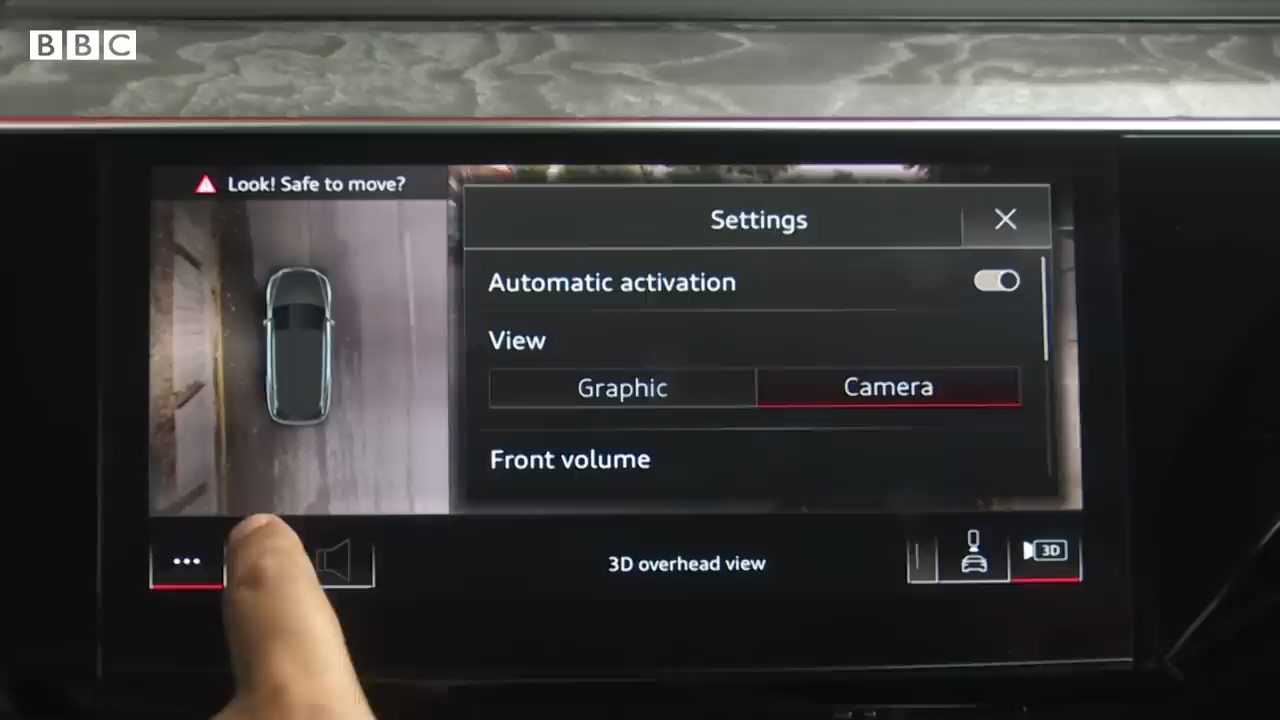 BBC
Look! Safe to move?
Settings
Automatic activation
View
Graphic
Camera
Front volume
3D overhead view
3D